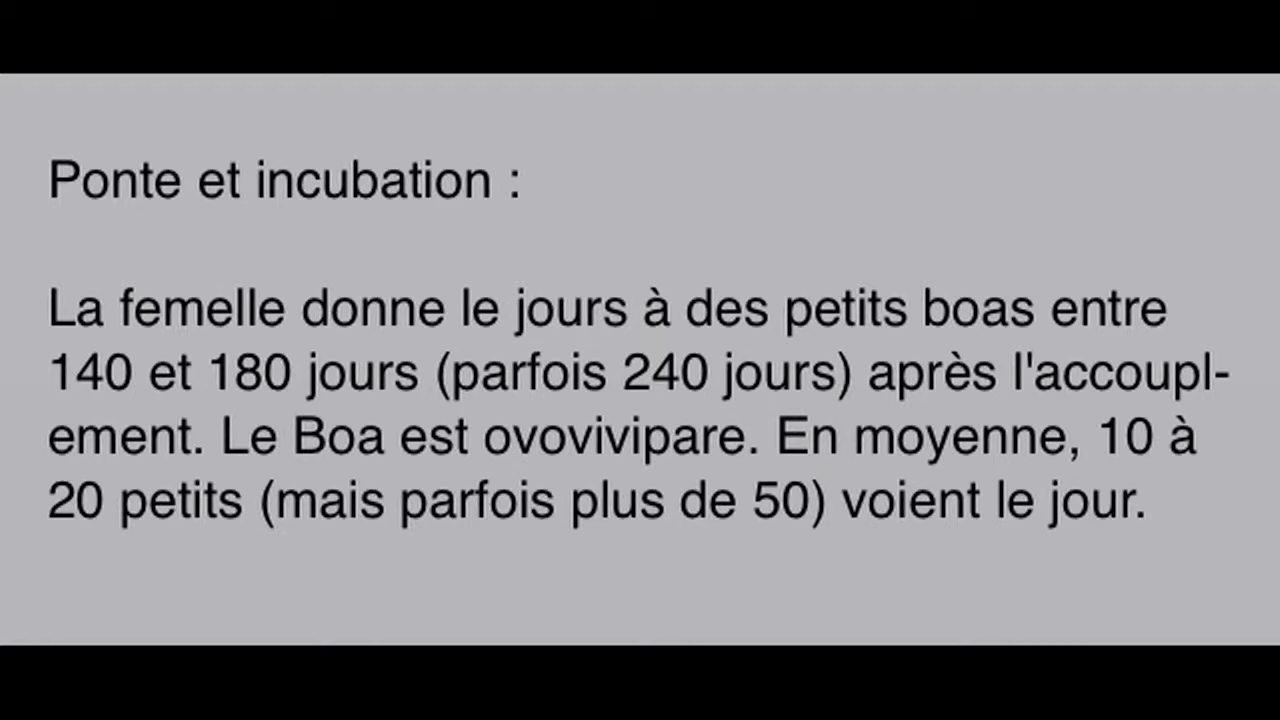 Ponte et incubation :
La femelle donne le jours à des petits boas entre
140 et 180 jours (parfois 240 jours) après l'accoupl-
ement. Le Boa est ovovivipare. En moyenne, 10 à
20 petits (mais parfois plus de 50) voient le jour.